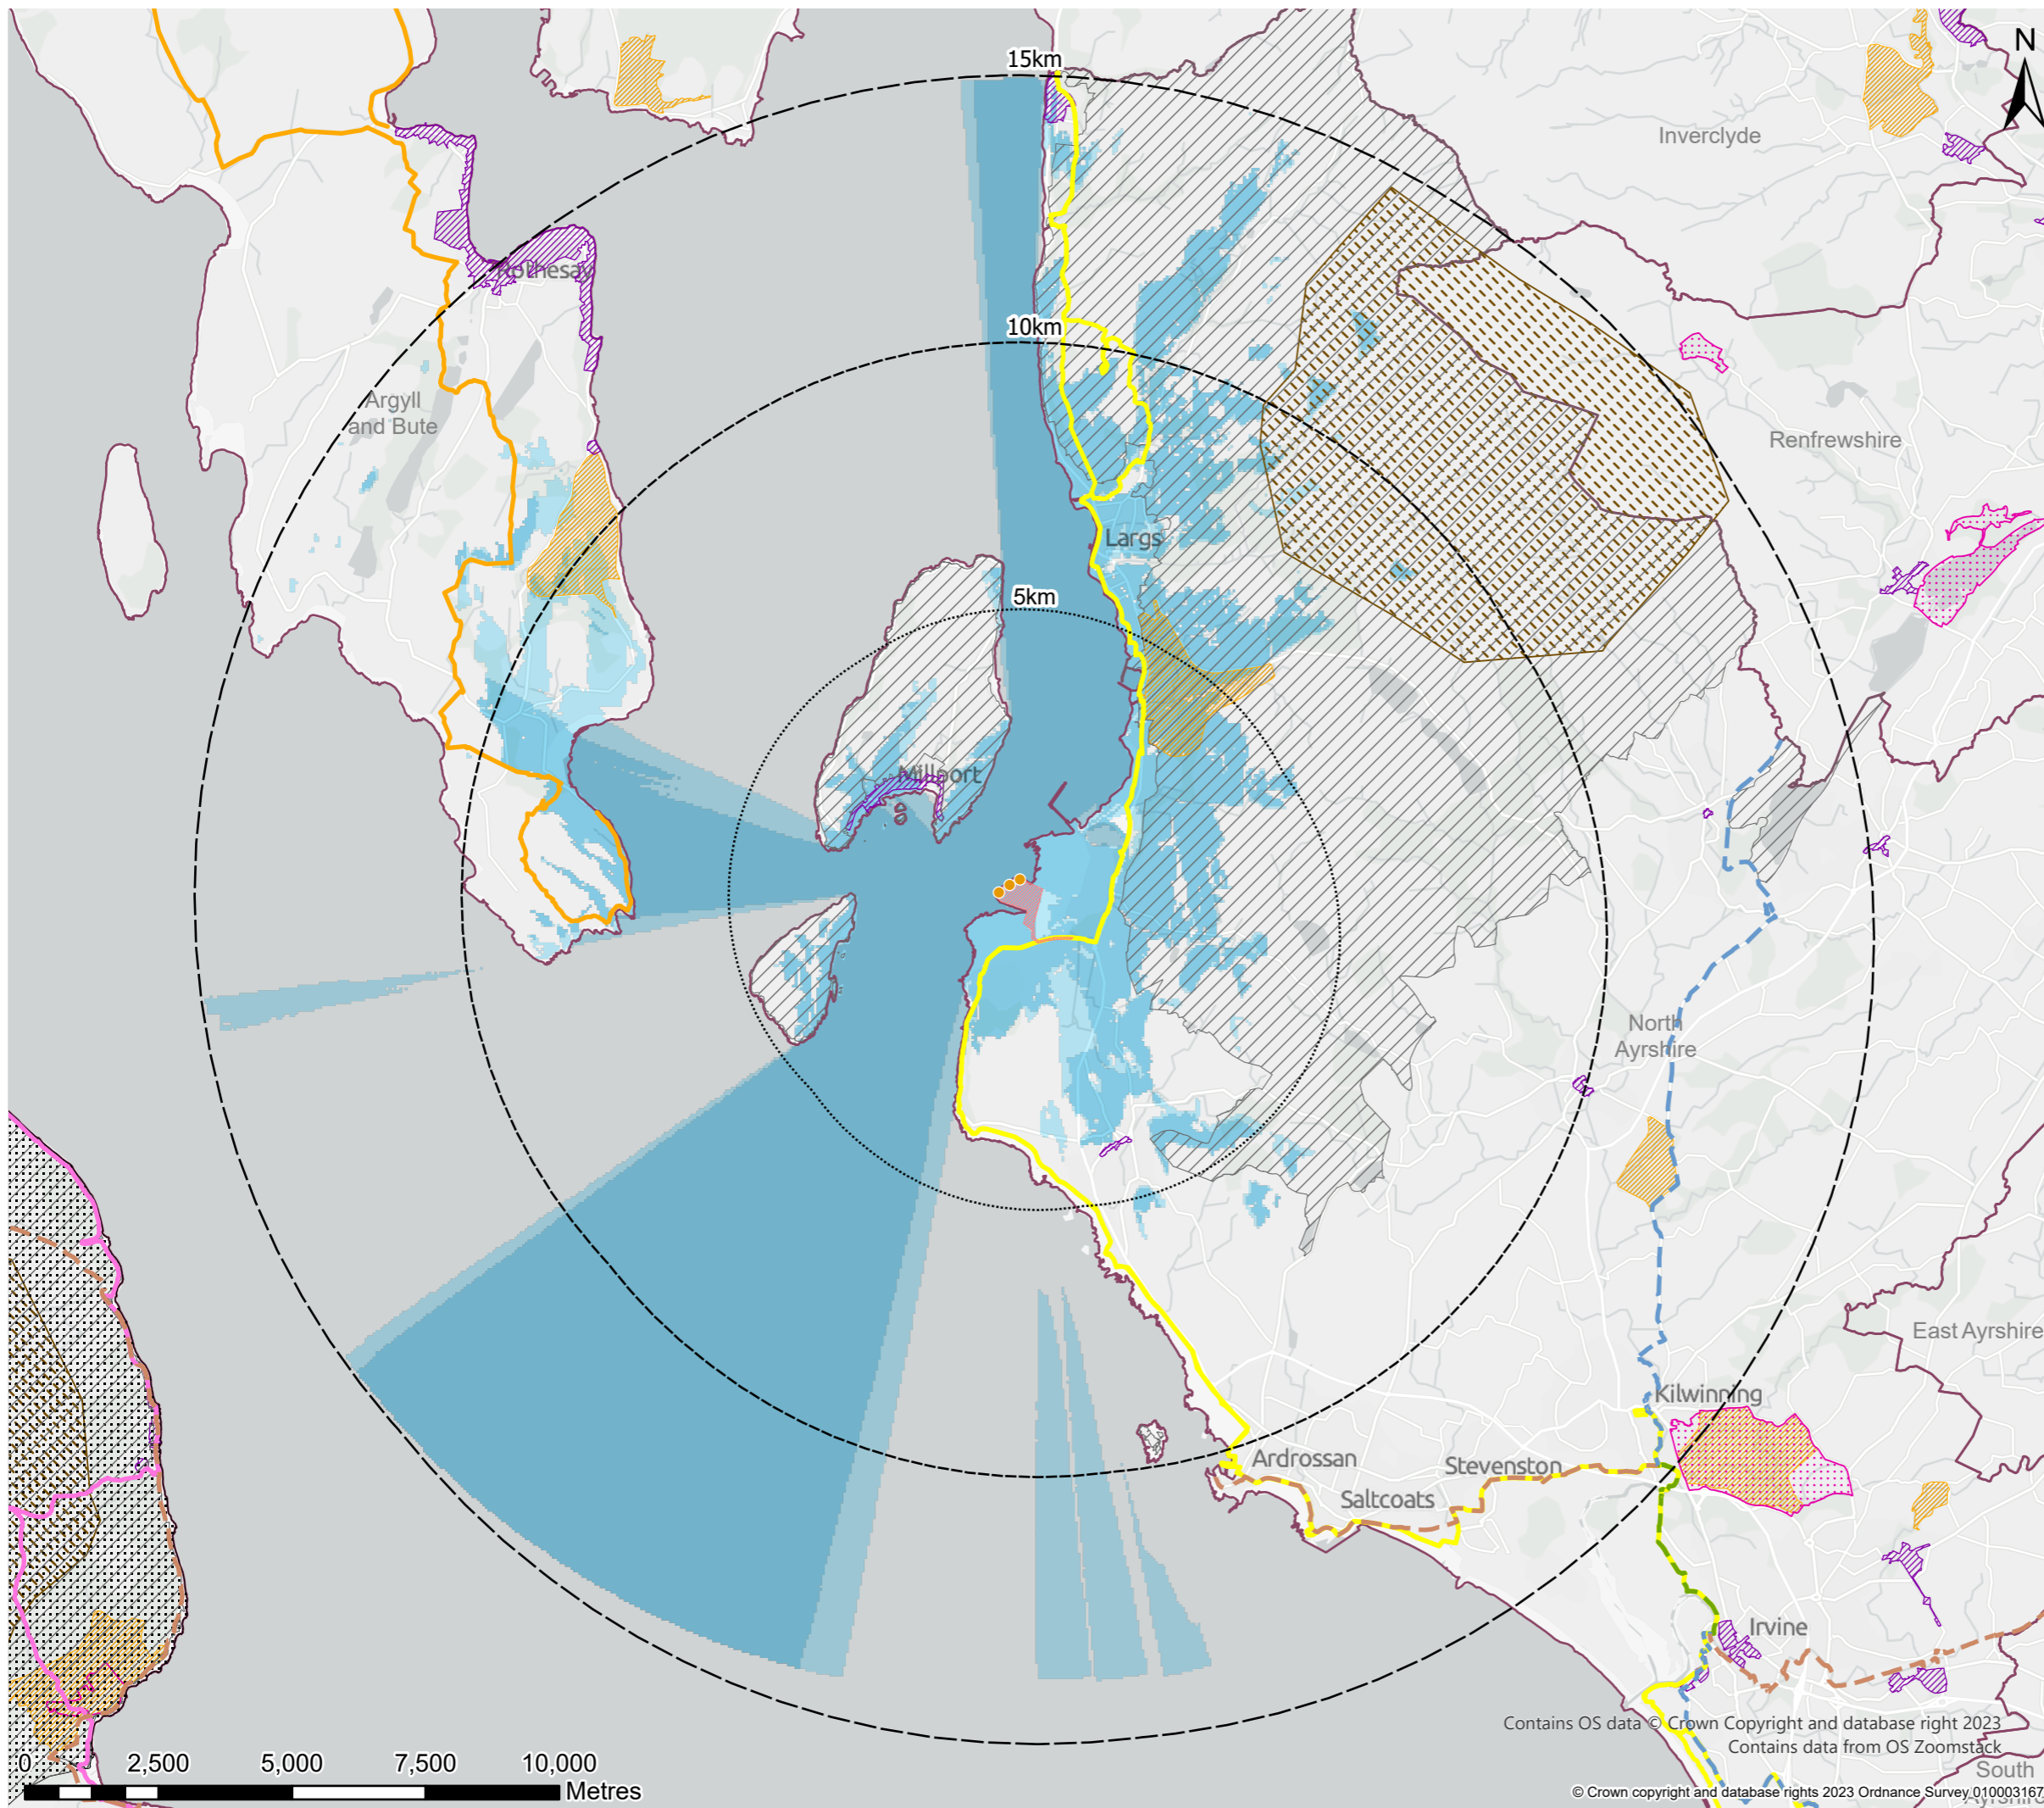 15km
N
Inverclyde
Rothesay
10km
Argyll
and Bute
Renfrewshire
Largs
5km
Millport
North
Ayrshire
East Ayrshire
Kilwinning
Ardrossan
Stevenston
Saltcoats
Irvine
Contains OS data © Crown Copyright and database right 2023
Contains data from OS Zoomstack
South
Ayrshire
0 2,500 5,000 7,500 10,000
Metres
© Crown copyright and database rights 2023 Ordnance Survey 010003167